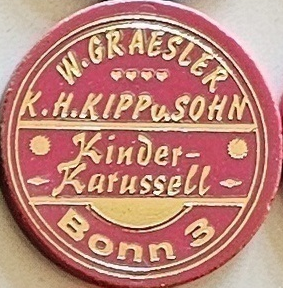 W. GRAESLER
K.H. KIPP u. SOHN
Kinder-
Karussell
Bonn 3